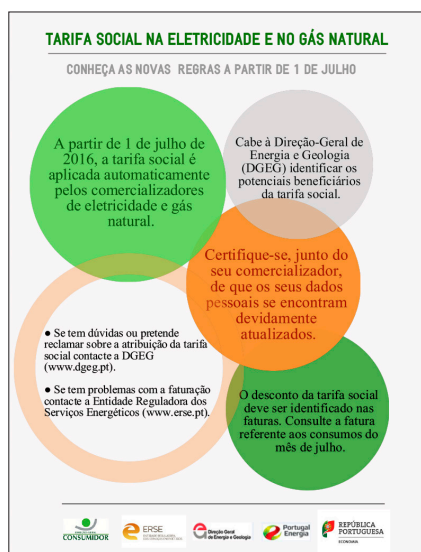 TARIFA SOCIAL NA ELETRICIDADE E NO GÁS NATURAL
CONHEÇA AS NOVAS REGRAS A PARTIR DE 1 DE JULHO
A partir de 1 de julho de
2016, a tarifa social é
aplicada automaticamente
pelos comercializadores
de eletricidade e gás
natural.
Cabe à Direção-Geral de
Energia e Geologia
(DGEG) identificar os
potenciais beneficiários
da tarifa social.
Certifique-se, junto do
seu comercializador,
de que os seus dados
pessoais se encontram
devidamente
atualizados.
● Se tem dúvidas ou pretende
reclamar sobre a atribuição da tarifa
social contacte a DGEG
(www.dgeg.pt).
● Se tem problemas com a faturação
contacte a Entidade Reguladora dos
Serviços Energéticos (www.erse.pt).
O desconto da tarifa social
deve ser identificado nas
faturas. Consulte a fatura
referente aos consumos do
mês de julho.
CONSUMIDOR
ERSE
Direção Geral
de Energia e Geologia
Portugal
Energia
REPÚBLICA
PORTUGUESA
ECONOMIA